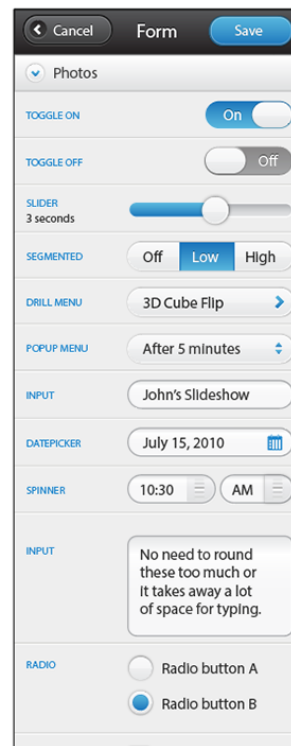 Cancel Form Save
Photos
TOGGLE ON On
TOGGLE OFF Off
SLIDER
3 seconds
SEGMENTED Off Low High
DRILL MENU 3D Cube Flip
POPUP MENU After 5 minutes
INPUT John's Slideshow
DATEPICKER July 15, 2010
SPINNER 10:30 AM
INPUT No need to round
these too much or
it takes away a lot
of space for typing.
RADIO Radio button A
Radio button B